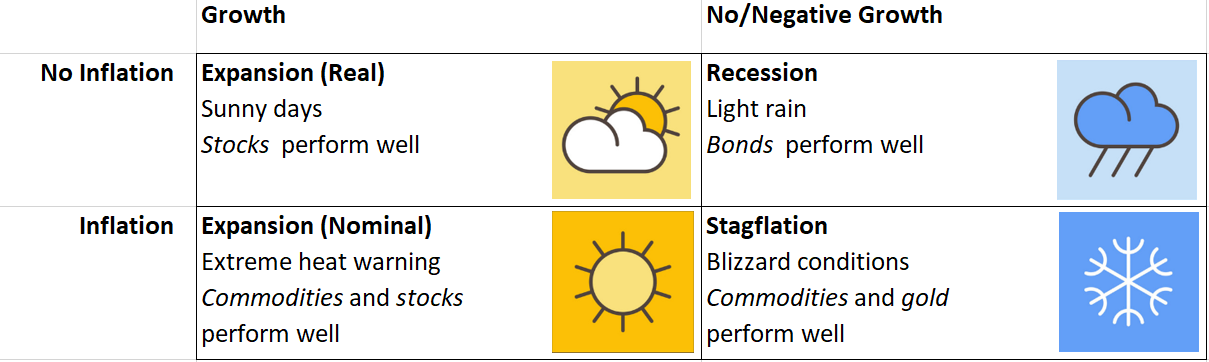 Growth
No/Negative Growth
No Inflation
Expansion (Real)
Sunny days
Stocks perform well
Recession
Light rain
Bonds perform well
Inflation
Expansion (Nominal)
Extreme heat warning
Commodities and stocks
perform well
Stagflation
Blizzard conditions
Commodities and gold
perform well